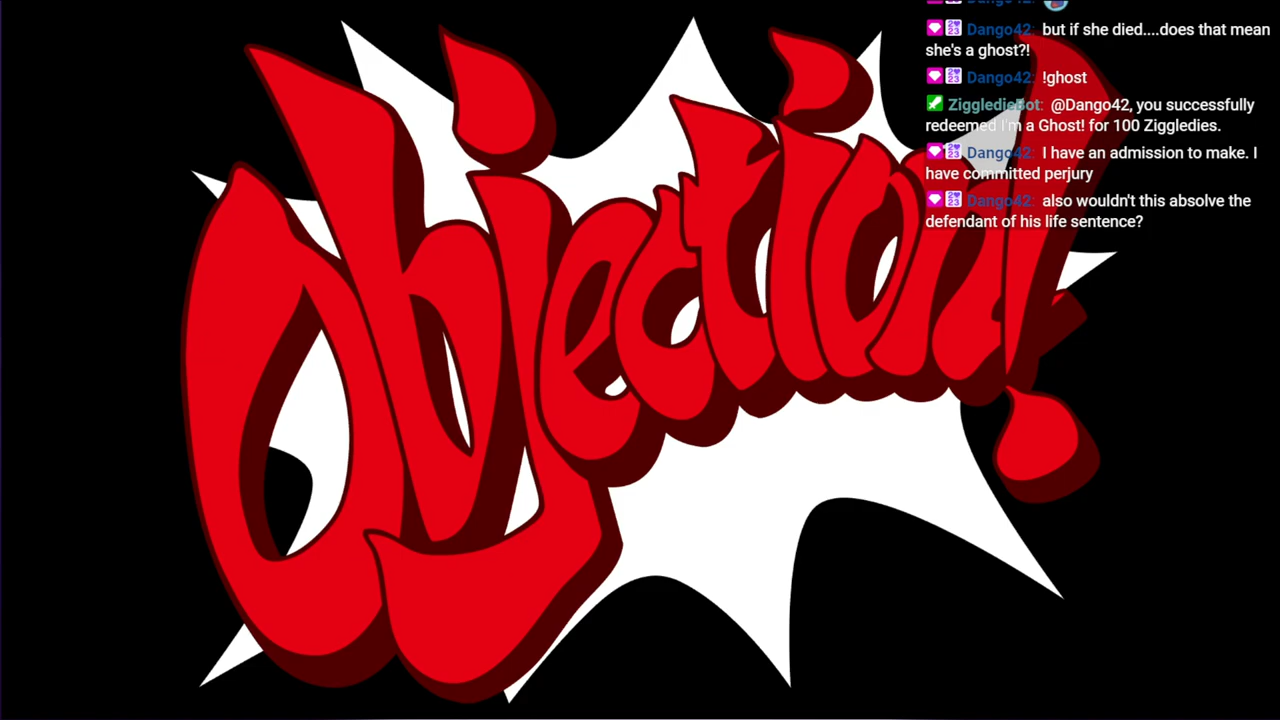 Objection!
Dango42:
Dango42: but if she died....does that mean
she's a ghost?!
Dango42: !ghost
ZiggledieBot: @Dango42, you successfully
redeemed I'm a Ghost! for 100 Ziggledies.
Dango42: I have an admission to make. I
have committed perjury
Dango42: also wouldn't this absolve the
defendant of his life sentence?